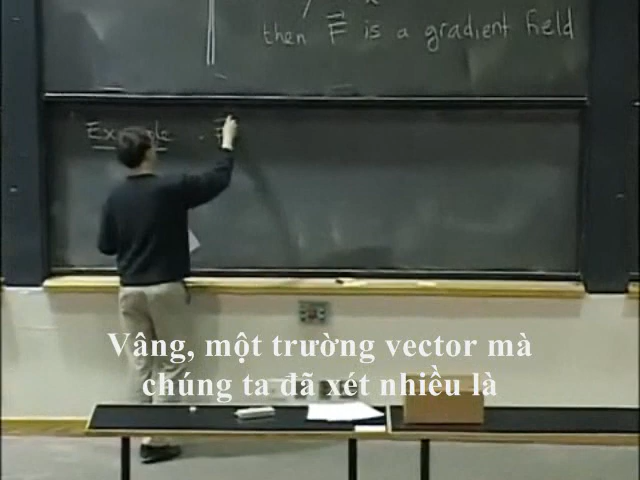 then F⃗ is a gradient field
Example
Vâng, một trường vector mà
chúng ta đã xét nhiều là